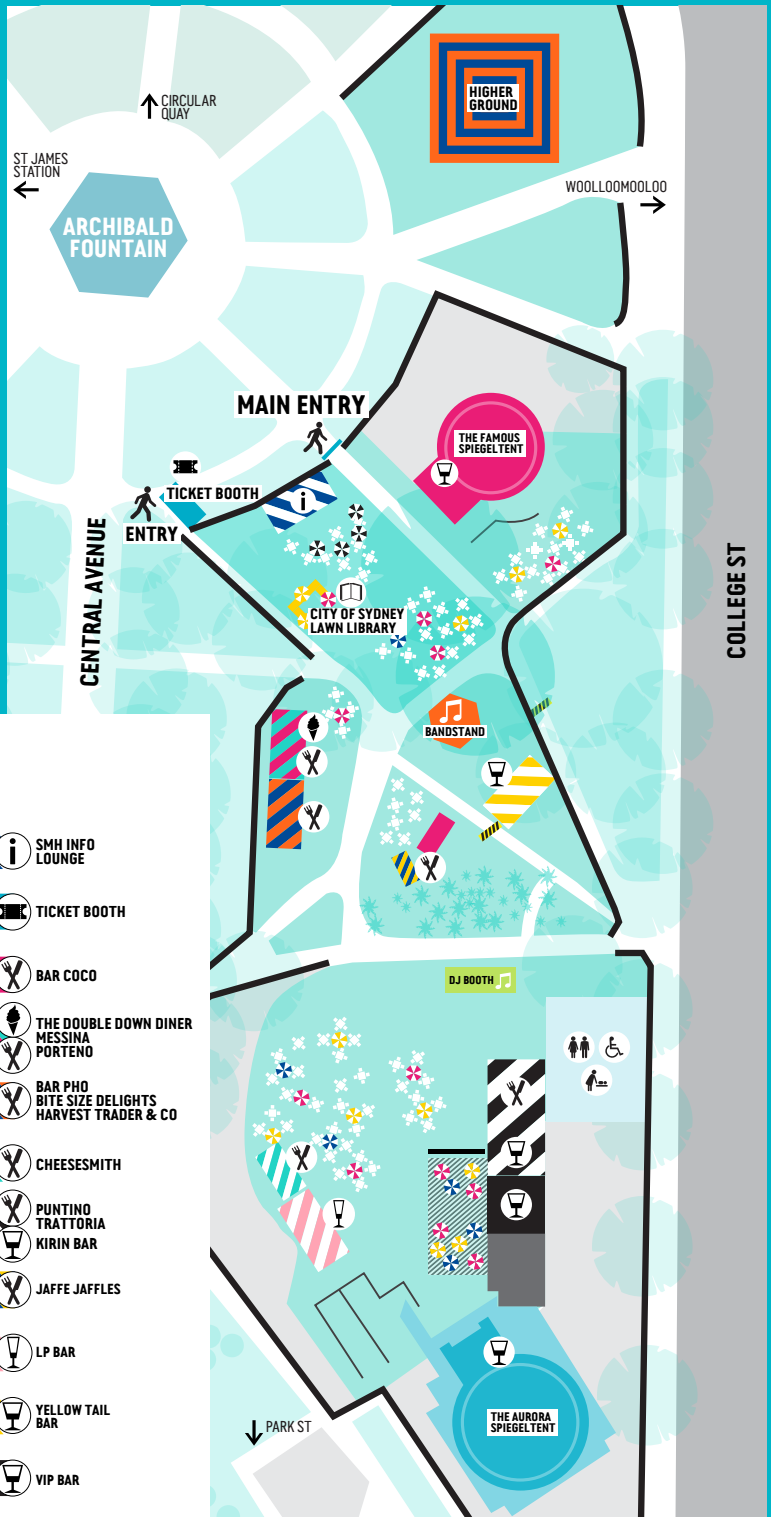 HIGHER
GROUND
CIRCULAR
QUAY
ST JAMES
STATION
WOOLLOOMOOLOO
ARCHIBALD
FOUNTAIN
MAIN ENTRY
THE FAMOUS
SPIEGELTENT
TICKET BOOTH
i
ENTRY
CITY OF SYDNEY
LAWN LIBRARY
CENTRAL AVENUE
COLLEGE ST
BANDSTAND
i
SMH INFO
LOUNGE
TICKET BOOTH
BAR COCO
THE DOUBLE DOWN DINER
MESSINA
PORTENO
BAR PHO
BITE SIZE DELIGHTS
HARVEST TRADER & CO
CHEESESMITH
PUNTINO
TRATTORIA
KIRIN BAR
JAFFE JAFFLES
LP BAR
YELLOW TAIL
BAR
VIP BAR
DJ BOOTH
PARK ST
THE AURORA
SPIEGELTENT